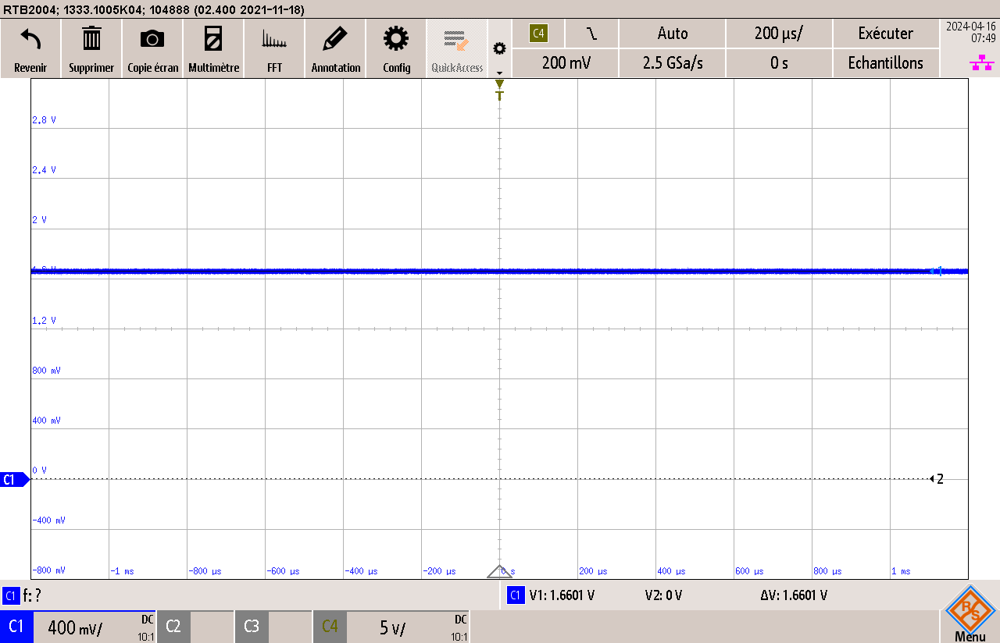 RTB2004; 1333.1005K04; 104888 (02.400 2021-11-18)
Revenir Supprimer Copie écran Multimètre FFT Annotation Config
C4 Auto 200 µs/ Exécuter 2024-04-16
07:49
200 mV 2.5 GSa/s 0 s Echantillons
T
2.8 V
2.4 V
2 V
1
1.2 V
800 mV
400 mV
0 V
C1 2
-400 mV
-800 mV -1 ms -800 µs -600 µs -400 µs -200 µs 0 s 200 µs 400 µs 600 µs 800 µs 1 ms
C1 f: ? C1 V1: 1.6601 V V2: 0 V ΔV: 1.6601 V
C1 400 mV/ DC 10:1 C2 C3 C4 5 V/ DC 10:1
R S
Menu